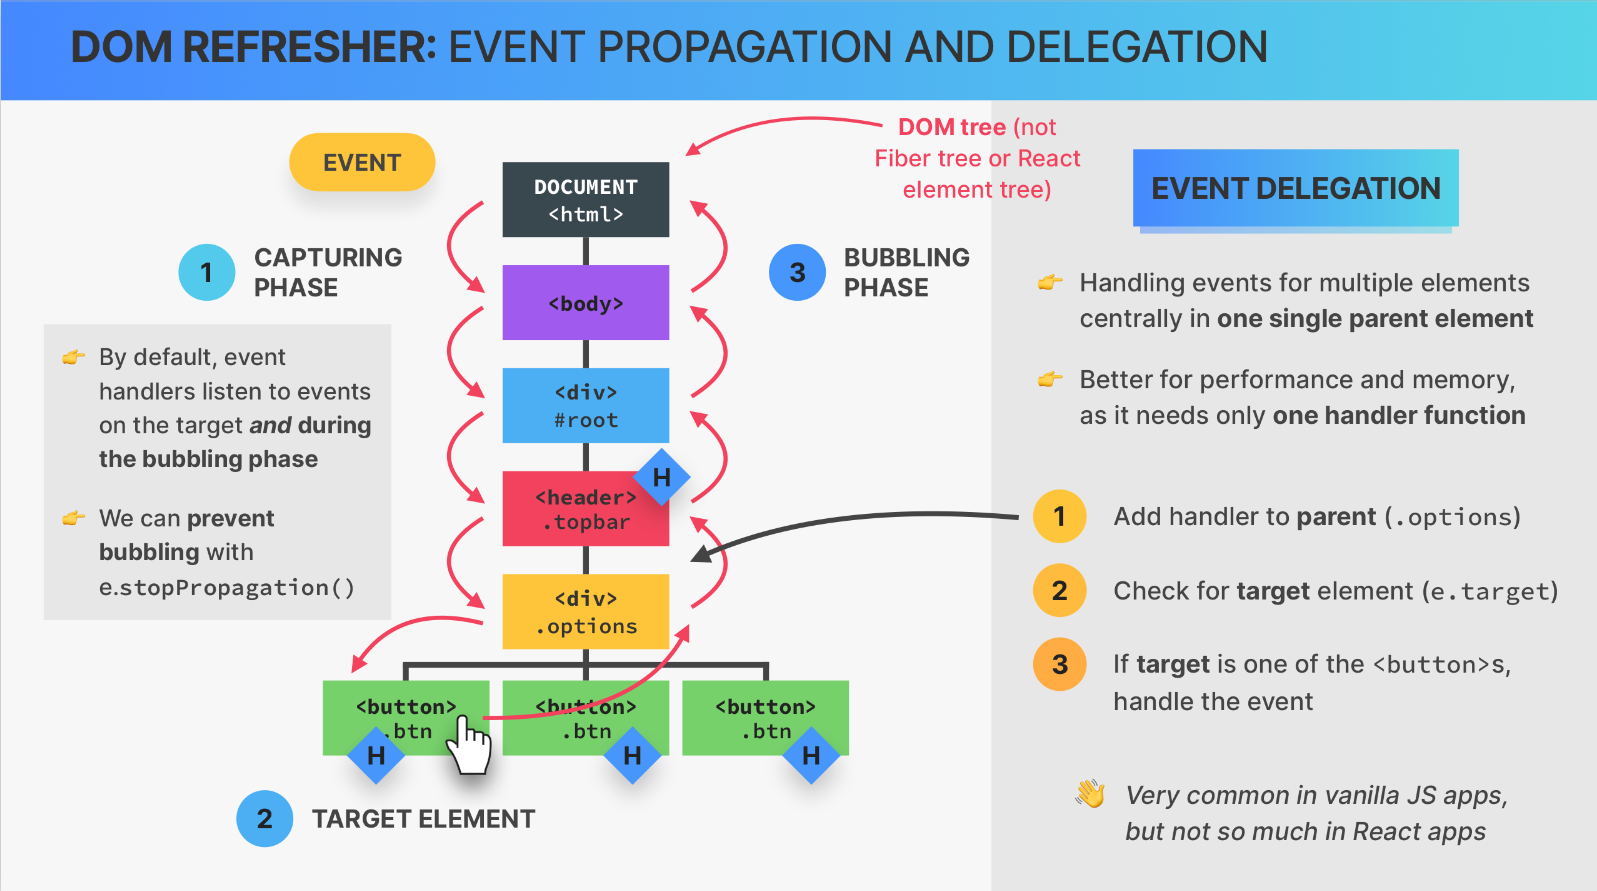 DOM REFRESHER: EVENT PROPAGATION AND DELEGATION
EVENT
DOM tree (not
Fiber tree or React
element tree)
1
CAPTURING
PHASE
👉 By default, event
handlers listen to events
on the target and during
the bubbling phase
👉 We can prevent
bubbling with
e.stopPropagation()
DOCUMENT
<html>
<body>
<div>
#root
<header>
.topbar
H
<div>
.options
<button>
.btn
H
<button>
.btn
H
<button>
.btn
H
2
TARGET ELEMENT
3
BUBBLING
PHASE
EVENT DELEGATION
👉 Handling events for multiple elements
centrally in one single parent element
👉 Better for performance and memory,
as it needs only one handler function
1 Add handler to parent (.options)
2 Check for target element (e.target)
3 If target is one of the <button>s,
handle the event
👋 Very common in vanilla JS apps,
but not so much in React apps